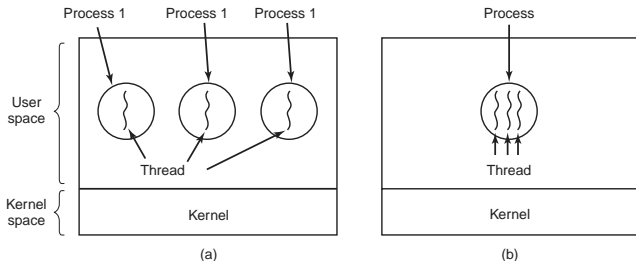 Process 1 Process 1 Process 1 Process
User
space
Thread Thread
Kernel
space
Kernel Kernel
(a) (b)